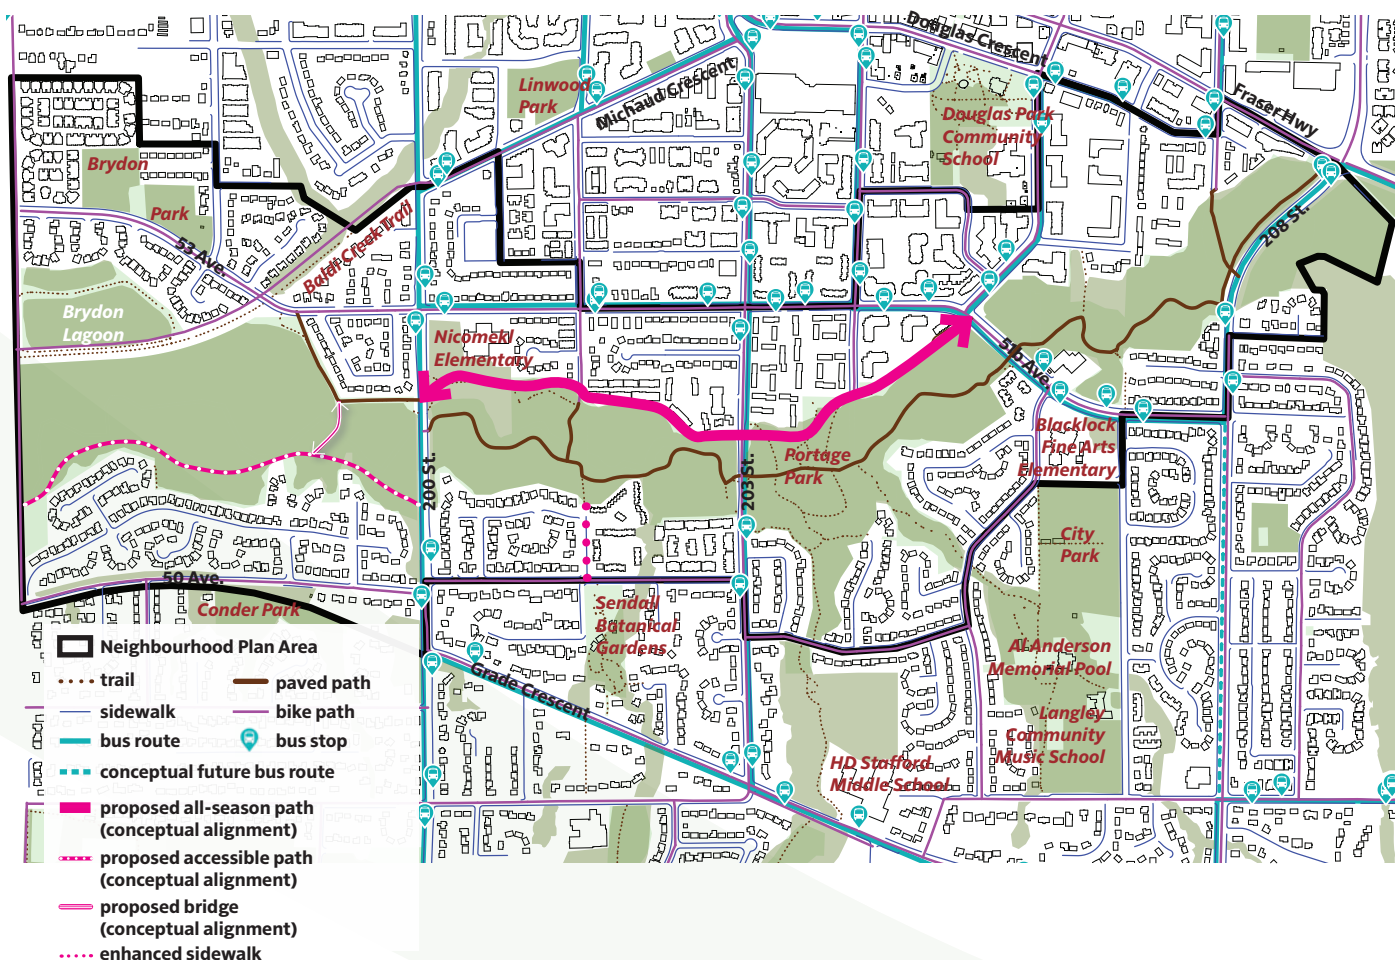 Douglas Crescent
Linwood
Park
Michaud Crescent
Fraser Hwy
Douglas Park
Community
School
Brydon
Park
Baldi Creek Trail
208 St.
53 Ave.
Brydon
Lagoon
Nicomekl
Elementary
51b Ave.
Blacklock
Fine Arts
Elementary
Portage
Park
200 St.
203 St.
City
Park
50 Ave.
Conder Park
Sendall
Botanical
Gardens
Al Anderson
Memorial Pool
Grade Crescent
Langley
Community
Music School
HD Stafford
Middle School
Neighbourhood Plan Area
trail
paved path
sidewalk
bike path
bus route
bus stop
conceptual future bus route
proposed all-season path
(conceptual alignment)
proposed accessible path
(conceptual alignment)
proposed bridge
(conceptual alignment)
enhanced sidewalk